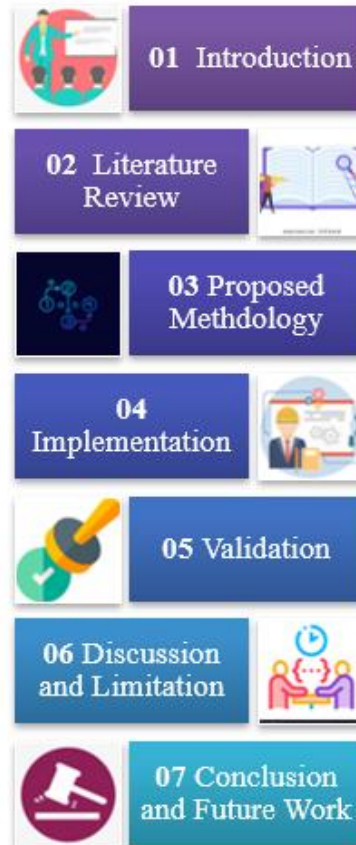 01 Introduction
02 Literature
Review
03 Proposed
Methdology
04
Implementation
05 Validation
06 Discussion
and Limitation
07 Conclusion
and Future Work